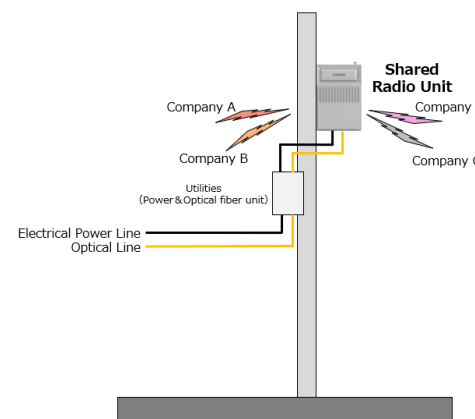 Shared
Radio Unit
Company A
Company
Company B
Company
Utilities
(Power＆Optical fiber unit)
Electrical Power Line
Optical Line